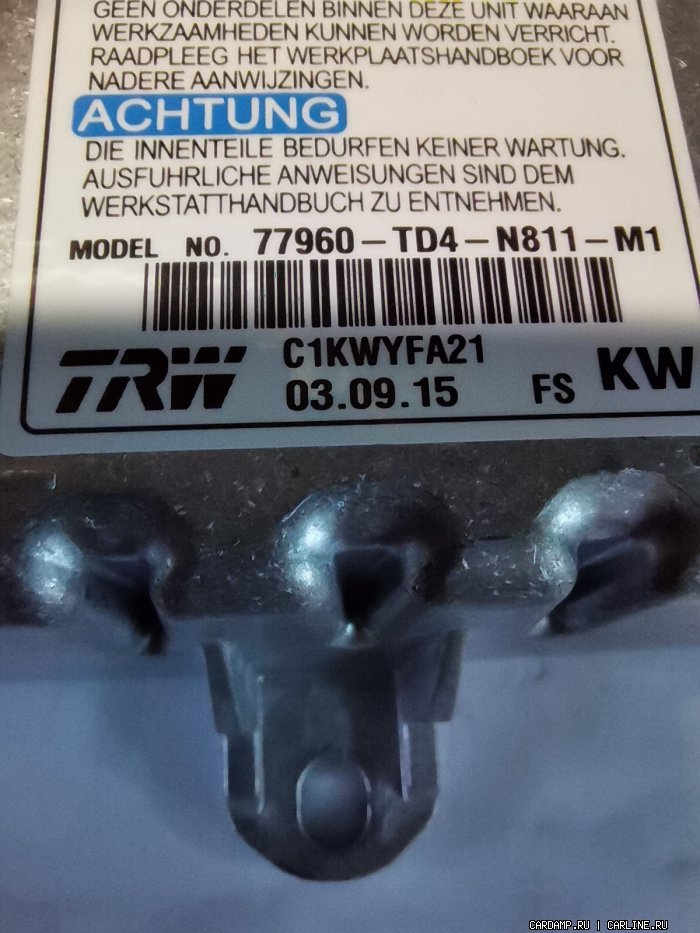 GEEN ONDERDELEN BINNEN DEZE UNIT WAARAAN
WERKZAAMHEDEN KUNNEN WORDEN VERRICHT.
RAADPLEEG HET WERKPLAATSHANDBOEK VOOR
NADERE AANWIJZINGEN.
ACHTUNG
DIE INNENTEILE BEDURFEN KEINER WARTUNG.
AUSFUHRLICHE ANWEISUNGEN SIND DEM
WERKSTATTHANDBUCH ZU ENTNEHMEN.
MODEL NO. 77960-TD4-N811-M1
TRW C1KWYFA21
03.09.15 FS KW
CARDAMP.RU | CARLINE.RU